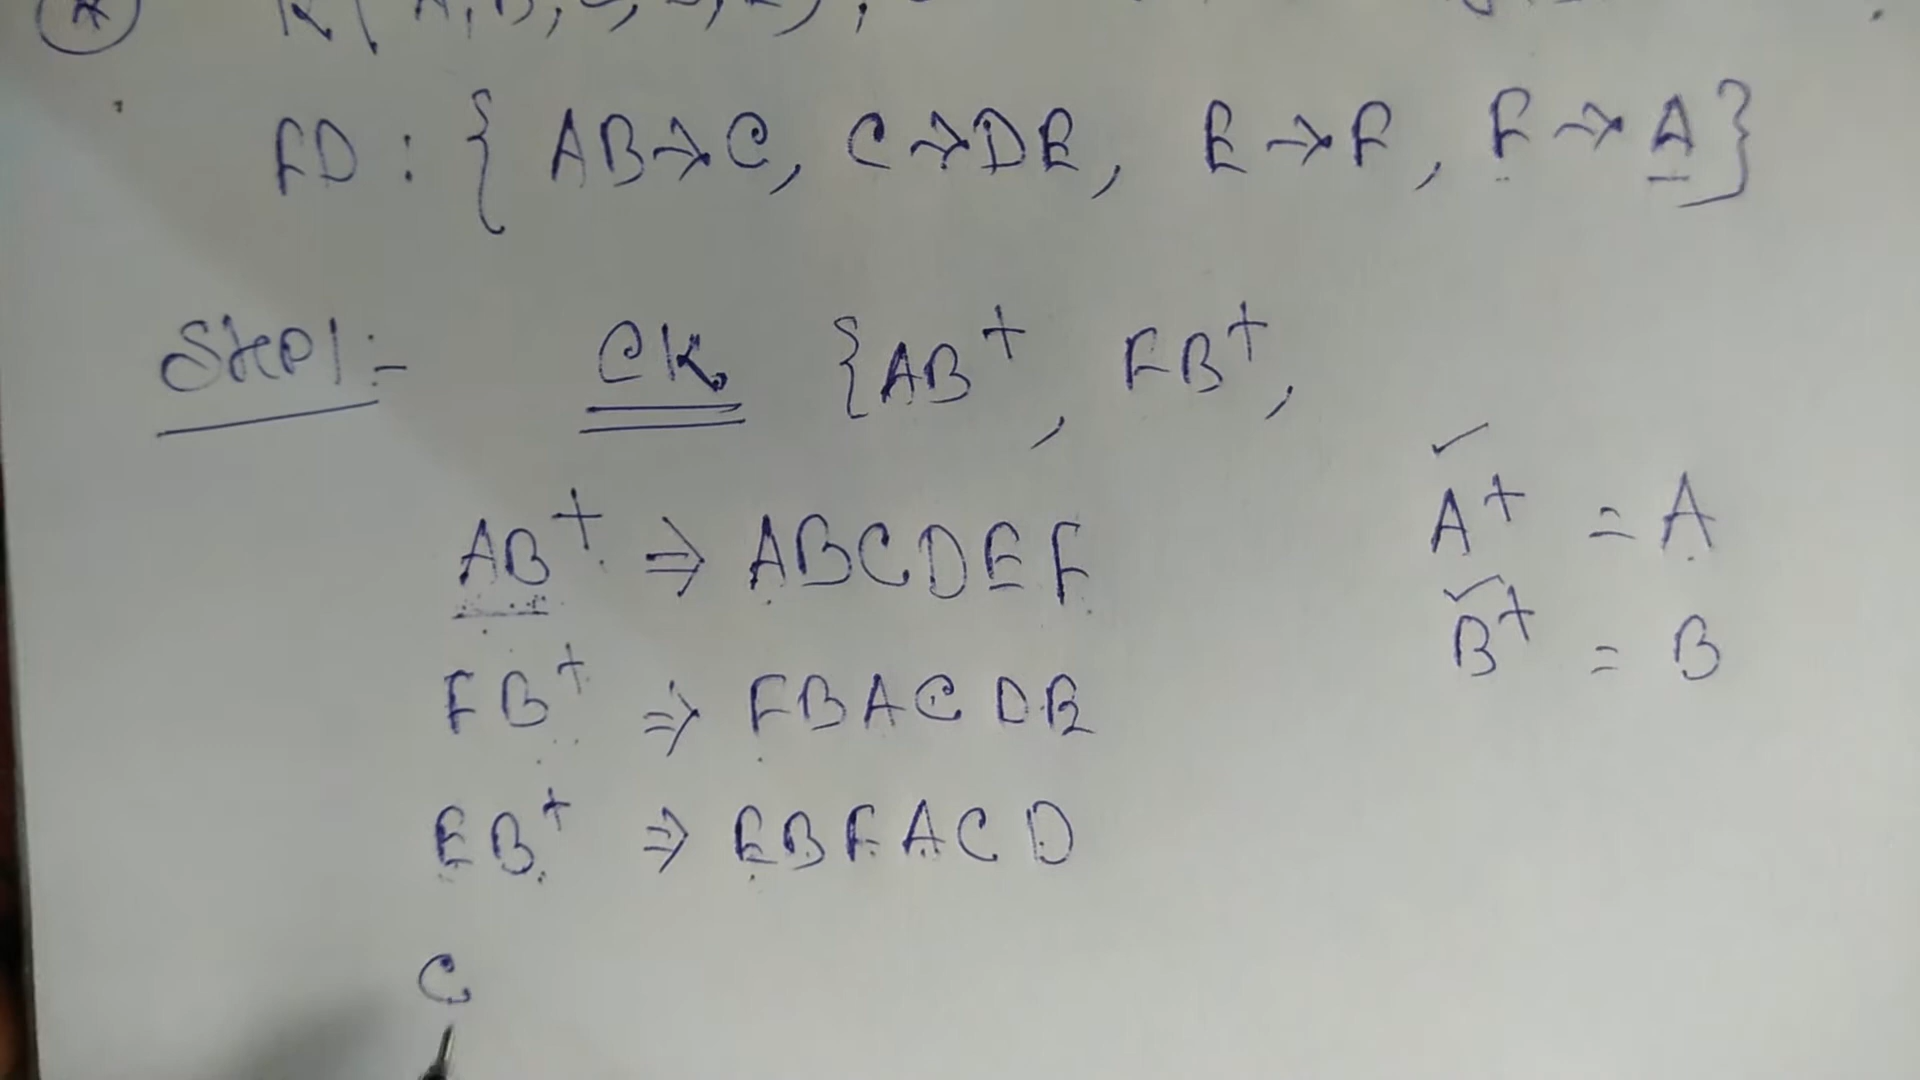 FD : { AB→C, C→DE, E→F, F→A}
Step1:- CK {AB⁺, FB⁺,
AB⁺ ⇒ ABCDEF
A⁺ = A
B⁺ = B
FB⁺ ⇒ FBACDE
EB⁺ ⇒ EBFACD
C